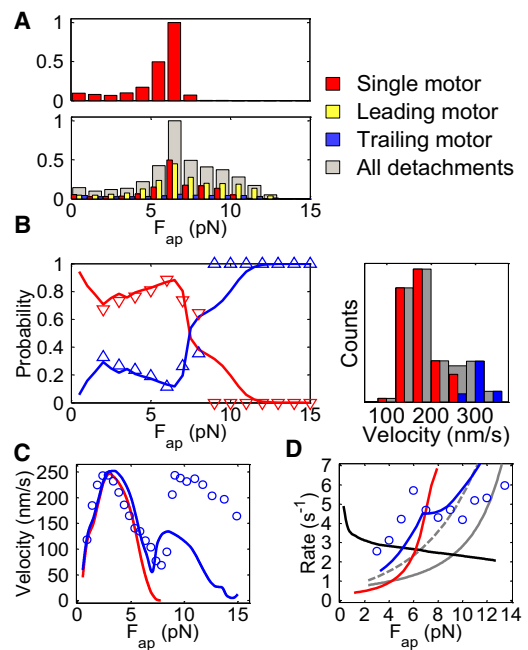 A
1
0.5
0
Single motor
Leading motor
Trailing motor
All detachments
1
0.5
0
0 5 10 15
F_ap (pN)
B
1
0.8
0.6
0.4
0.2
0
Probability
0 5 10 15
F_ap (pN)
Counts
100 200 300
Velocity (nm/s)
C
250
200
150
100
50
0
Velocity (nm/s)
0 5 10 15
F_ap (pN)
D
7
6
5
4
3
2
1
0
Rate (s⁻¹)
0 2 4 6 8 10 12 14
F_ap (pN)